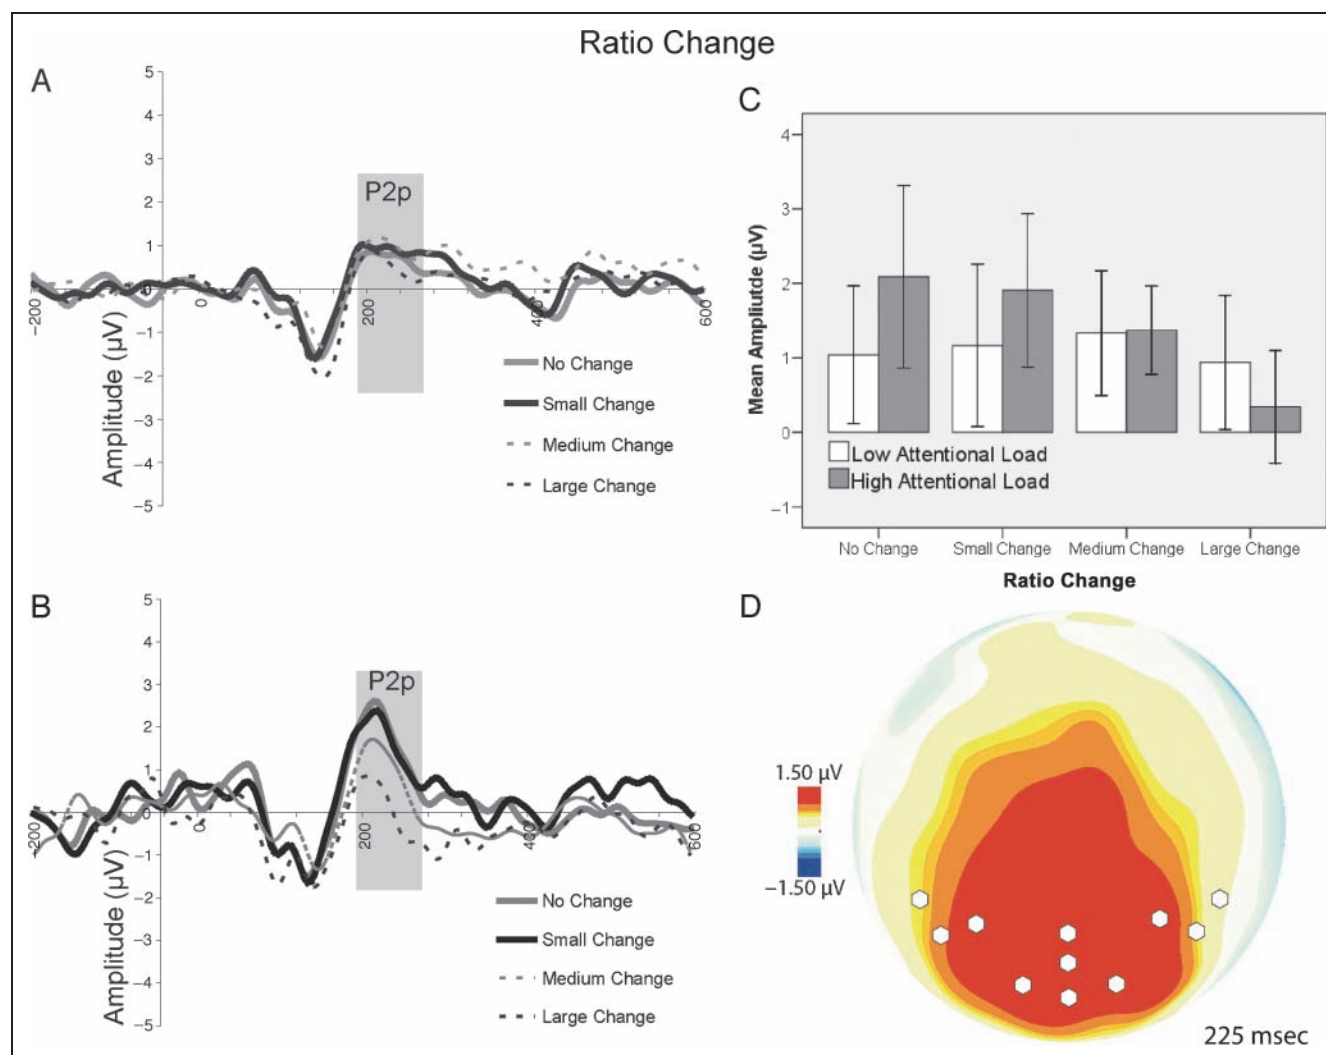 Ratio Change
A
5
4
3
2
1
0
−1
−2
−3
−4
−5
Amplitude (µV)
−200
0
200
400
600
P2p
No Change
Small Change
Medium Change
Large Change
C
4
3
2
1
0
−1
Mean Ampliutde (µV)
Low Attentional Load
High Attentional Load
No Change
Small Change
Medium Change
Large Change
Ratio Change
B
5
4
3
2
1
0
−1
−2
−3
−4
−5
Amplitude (µV)
−200
0
200
400
600
P2p
No Change
Small Change
Medium Change
Large Change
D
1.50 µV
−1.50 µV
225 msec